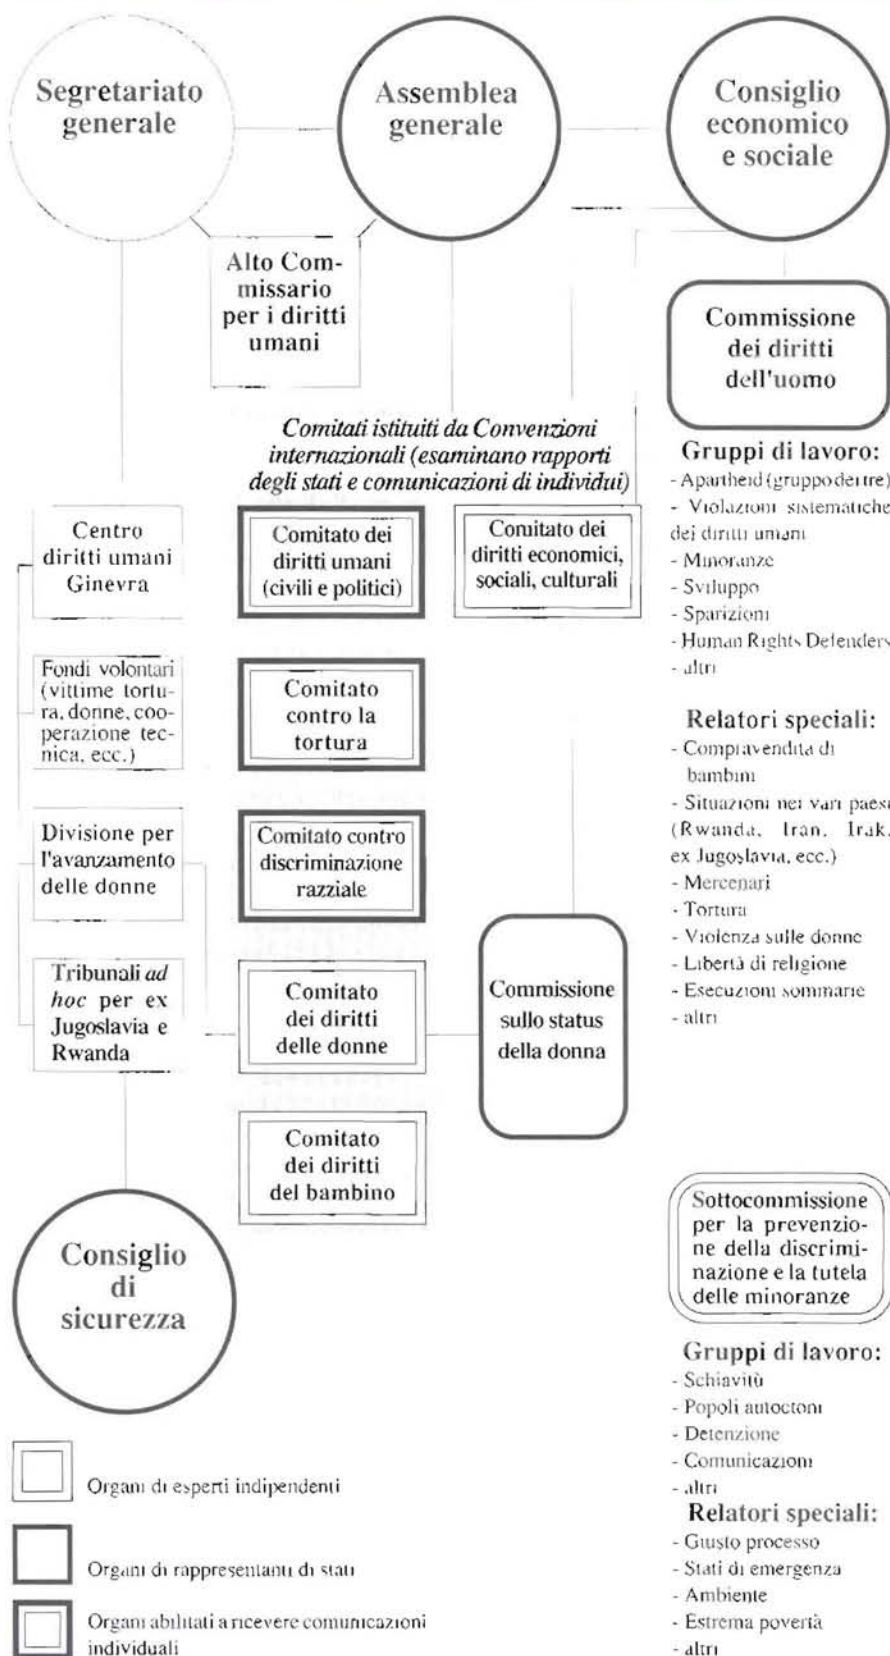 Segretariato
generale
Assemblea
generale
Consiglio
economico
e sociale
Alto Com-
missario
per i diritti
umani
Commissione
dei diritti
dell'uomo
Comitati istituiti da Convenzioni
internazionali (esaminano rapporti
degli stati e comunicazioni di individui)
Centro
diritti umani
Ginevra
Fondi volontari
(vittime tortu-
ra, donne, coo-
perazione tec-
nica, ecc.)
Divisione per
l'avanzamento
delle donne
Tribunali ad
hoc per ex
Jugoslavia e
Rwanda
Consiglio
di
sicurezza
Comitato dei
diritti umani
(civili e politici)
Comitato dei
diritti economici,
sociali, culturali
Comitato
contro la
tortura
Comitato contro
discriminazione
razziale
Comitato
dei diritti
delle donne
Commissione
sullo status
della donna
Comitato
dei diritti
del bambino
Gruppi di lavoro:
- Apartheid (gruppo dei tre)
- Violazioni sistematiche
dei diritti umani
- Minoranze
- Sviluppo
- Sparizioni
- Human Rights Defenders
- altri
Relatori speciali:
- Compravendita di
bambini
- Situazioni nei vari paesi
(Rwanda, Iran, Irak,
ex Jugoslavia, ecc.)
- Mercenari
- Tortura
- Violenza sulle donne
- Libertà di religione
- Esecuzioni sommarie
- altri
Sottocommissione
per la prevenzio-
ne della discrimi-
nazione e la tutela
delle minoranze
Gruppi di lavoro:
- Schiavitù
- Popoli autoctoni
- Detenzione
- Comunicazioni
- altri
Relatori speciali:
- Giusto processo
- Stati di emergenza
- Ambiente
- Estrema povertà
- altri
Organi di esperti indipendenti
Organi di rappresentanti di stati
Organi abilitati a ricevere comunicazioni
individuali